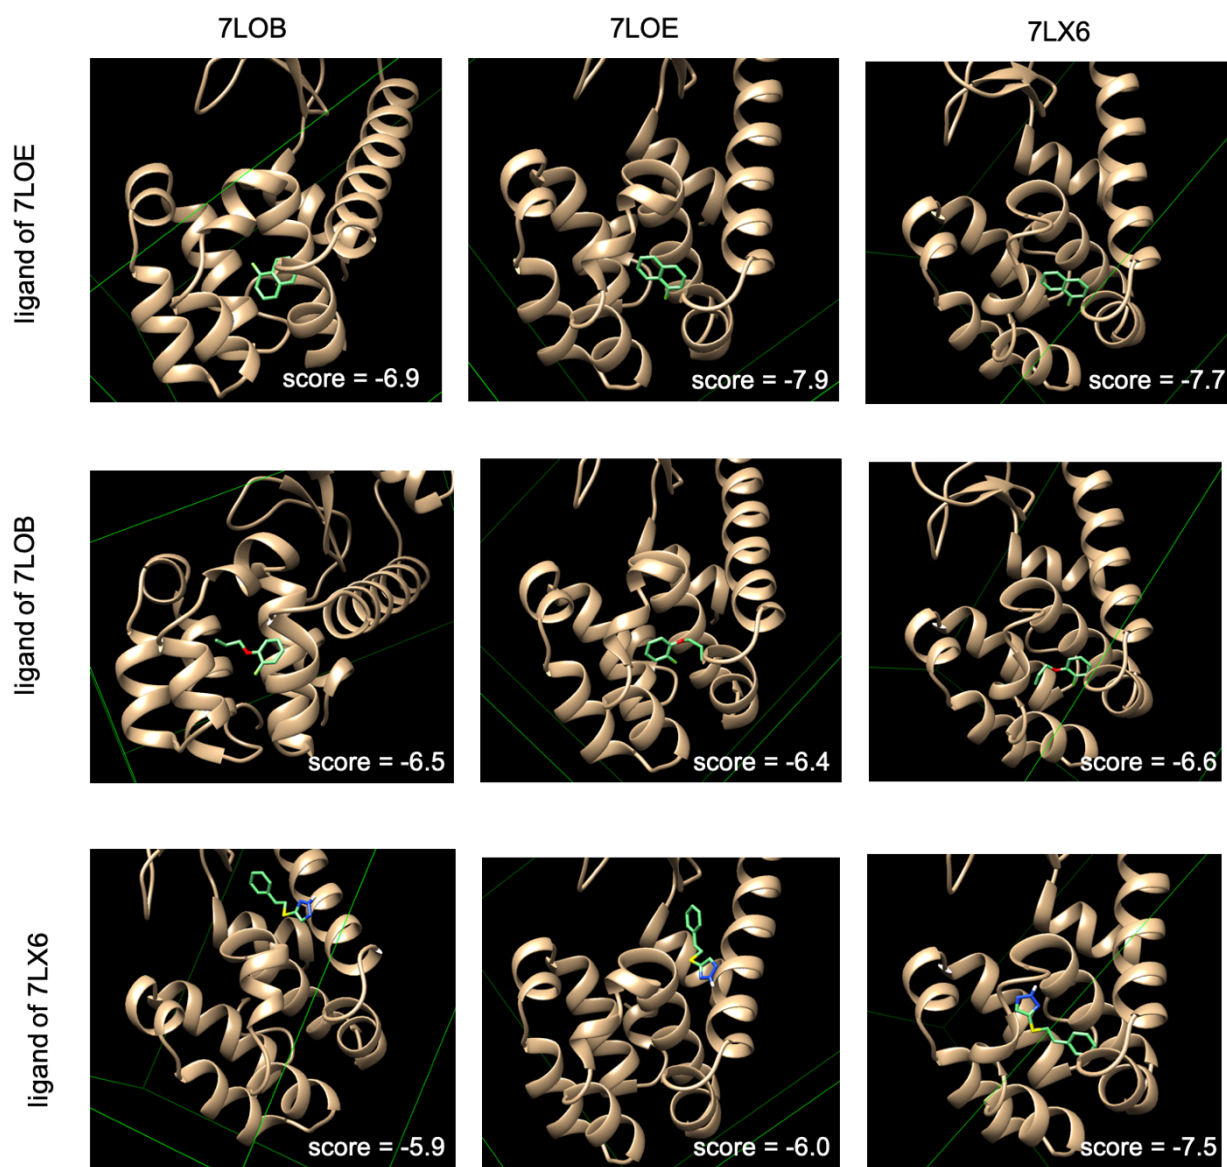 7LOB
7LOE
7LX6
ligand of 7LOE
score = -6.9
score = -7.9
score = -7.7
ligand of 7LOB
score = -6.5
score = -6.4
score = -6.6
ligand of 7LX6
score = -5.9
score = -6.0
score = -7.5